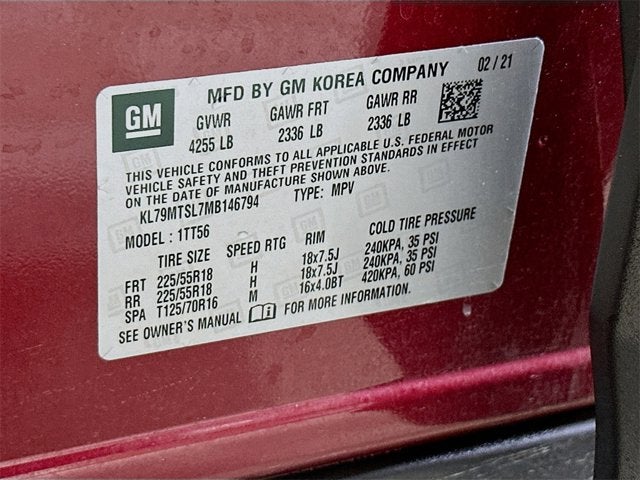 MFD BY GM KOREA COMPANY 02 / 21
GM
GVWR GAWR FRT GAWR RR
4255 LB 2336 LB 2336 LB
THIS VEHICLE CONFORMS TO ALL APPLICABLE U.S. FEDERAL MOTOR
VEHICLE SAFETY AND THEFT PREVENTION STANDARDS IN EFFECT
ON THE DATE OF MANUFACTURE SHOWN ABOVE.
KL79MTSL7MB146794 TYPE: MPV
MODEL : 1TT56
TIRE SIZE SPEED RTG RIM COLD TIRE PRESSURE
FRT 225/55R18 H 18x7.5J 240KPA, 35 PSI
RR 225/55R18 H 18x7.5J 240KPA, 35 PSI
SPA T125/70R16 M 16x4.0BT 420KPA, 60 PSI
SEE OWNER'S MANUAL FOR MORE INFORMATION.